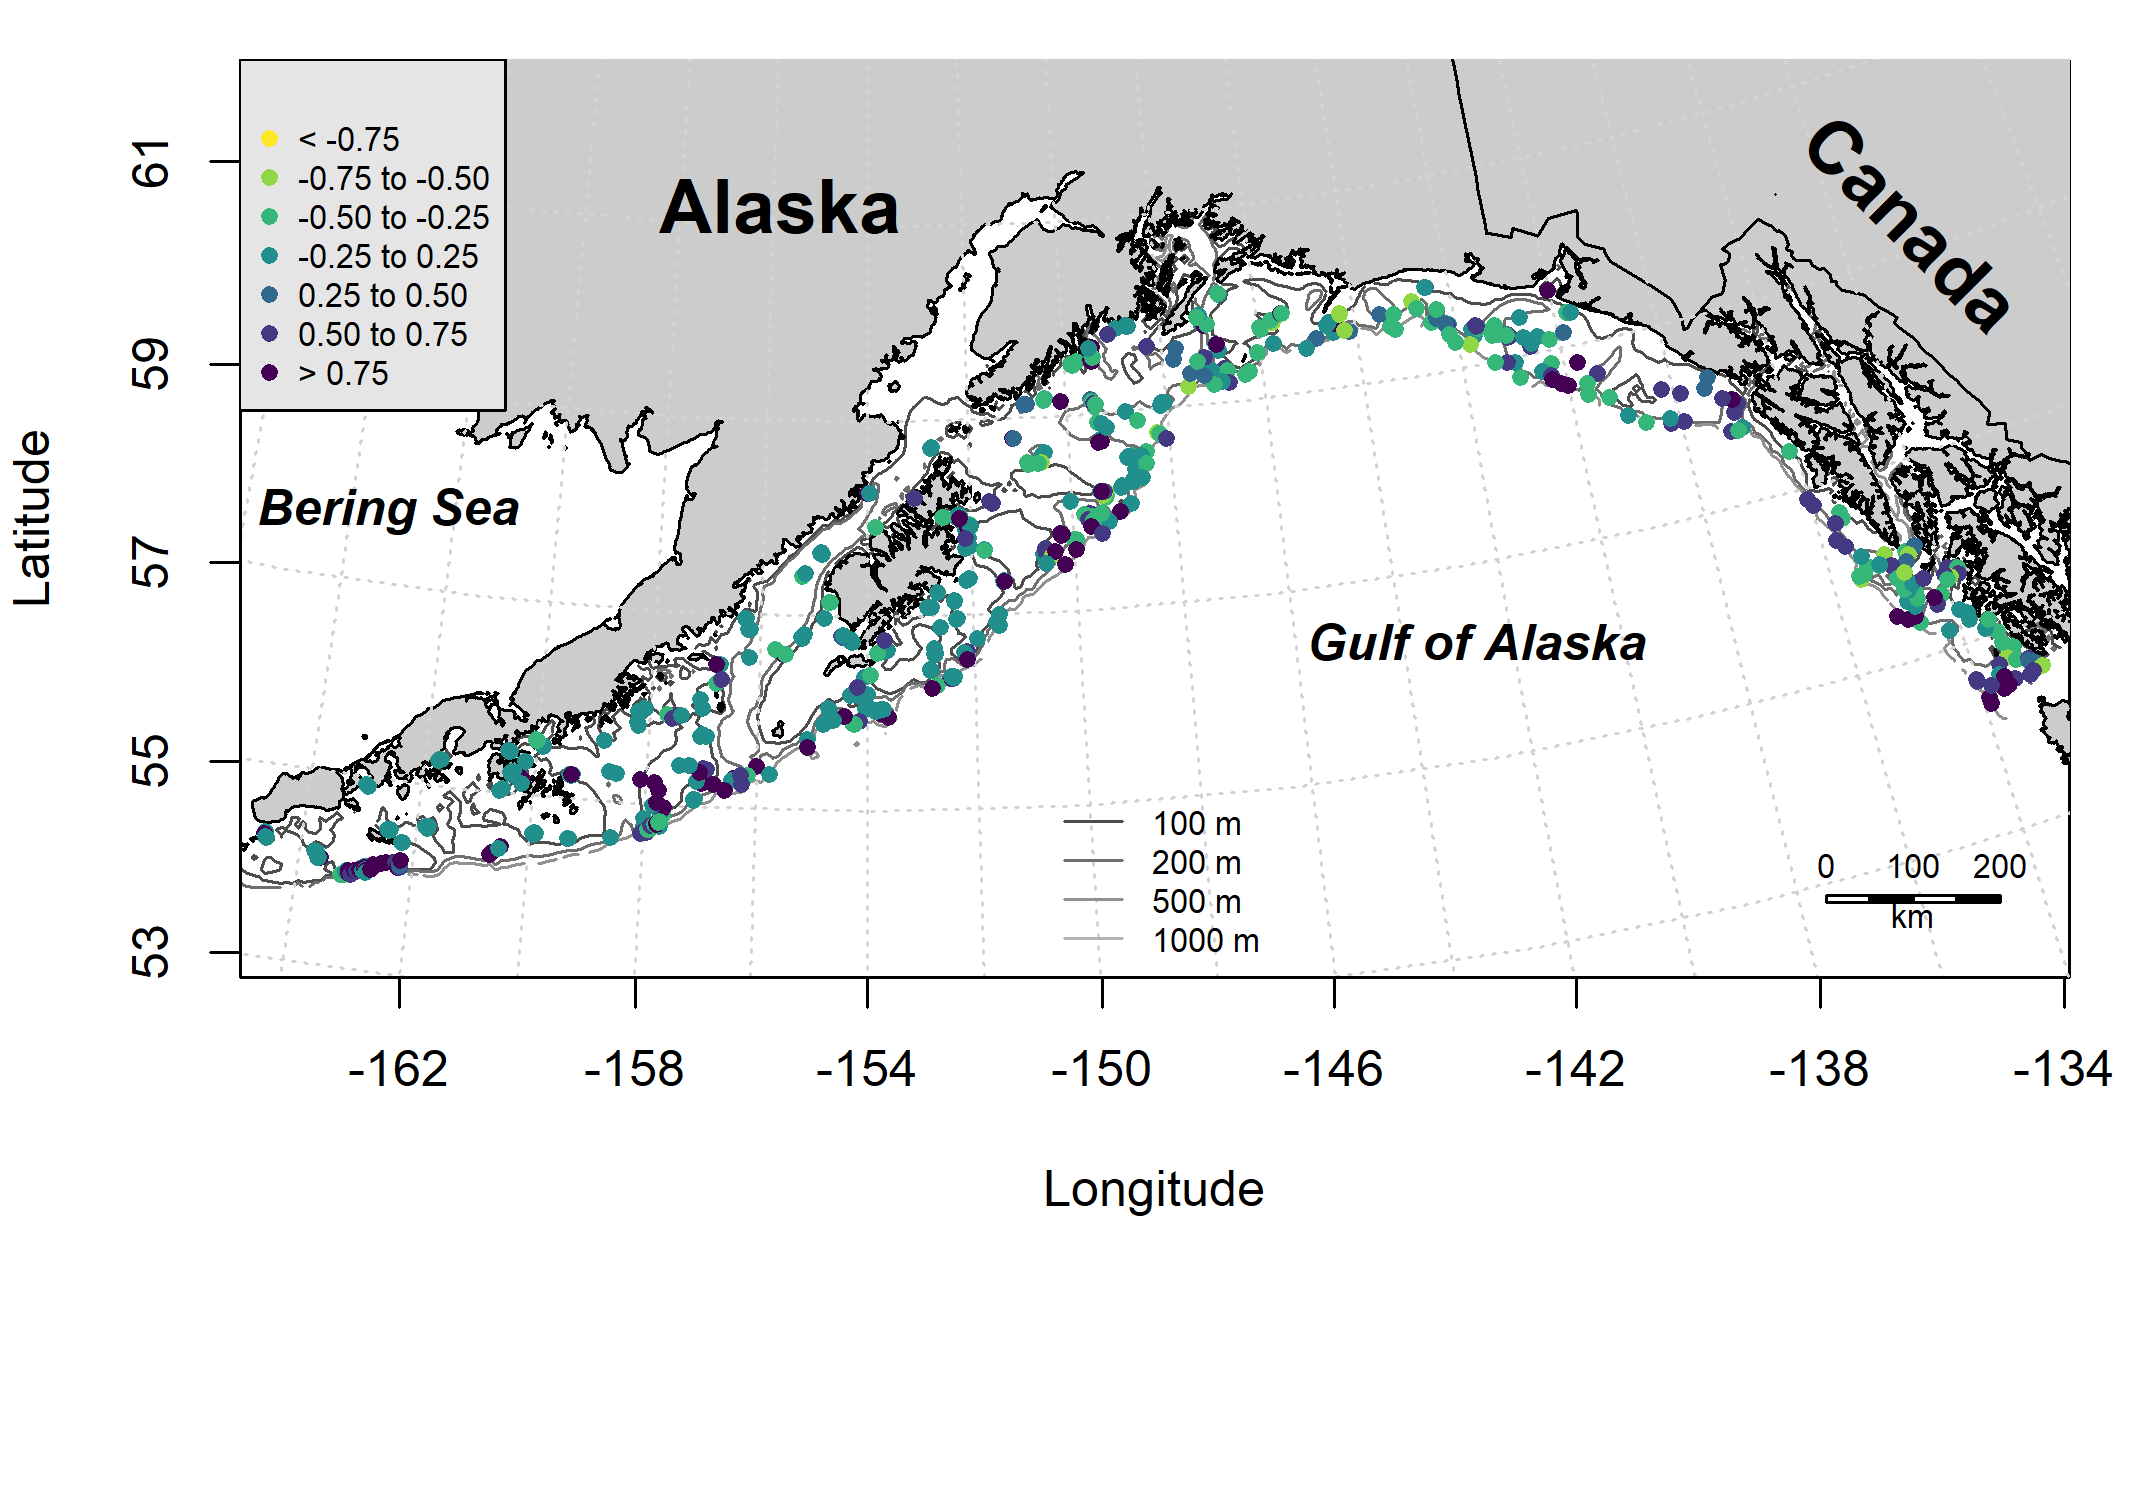 < -0.75
-0.75 to -0.50
-0.50 to -0.25
-0.25 to 0.25
0.25 to 0.50
0.50 to 0.75
> 0.75
Alaska
Canada
Bering Sea
Gulf of Alaska
100 m
200 m
500 m
1000 m
0 100 200
km
61
59
57
55
53
Latitude
-162 -158 -154 -150 -146 -142 -138 -134
Longitude